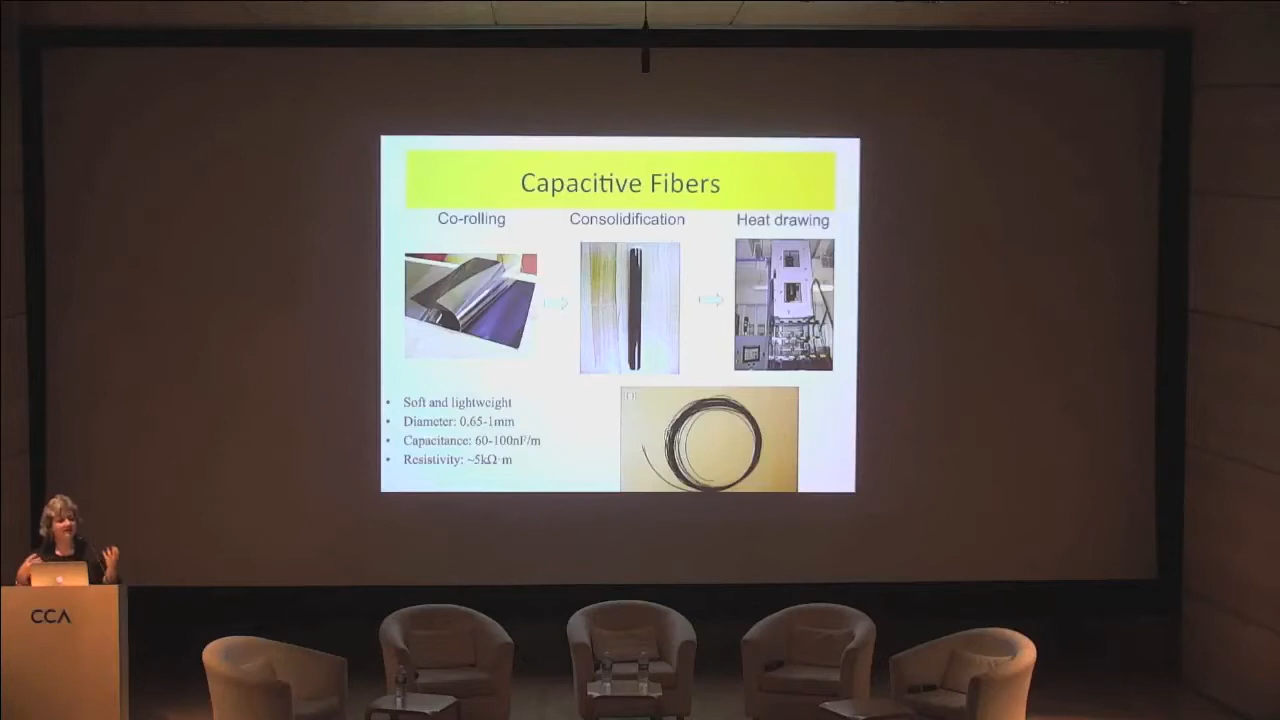 Capacitive Fibers
Co-rolling
Consolidification
Heat drawing
• Soft and lightweight
• Diameter: 0.65-1mm
• Capacitance: 60-100nF/m
• Resistivity: ~5kΩ·m
CCA